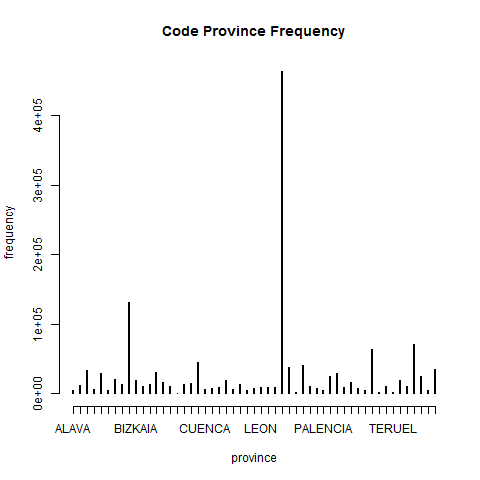 Code Province Frequency
4e+05
3e+05
2e+05
1e+05
0e+00
frequency
ALAVA BIZKAIA CUENCA LEON PALENCIA TERUEL
province